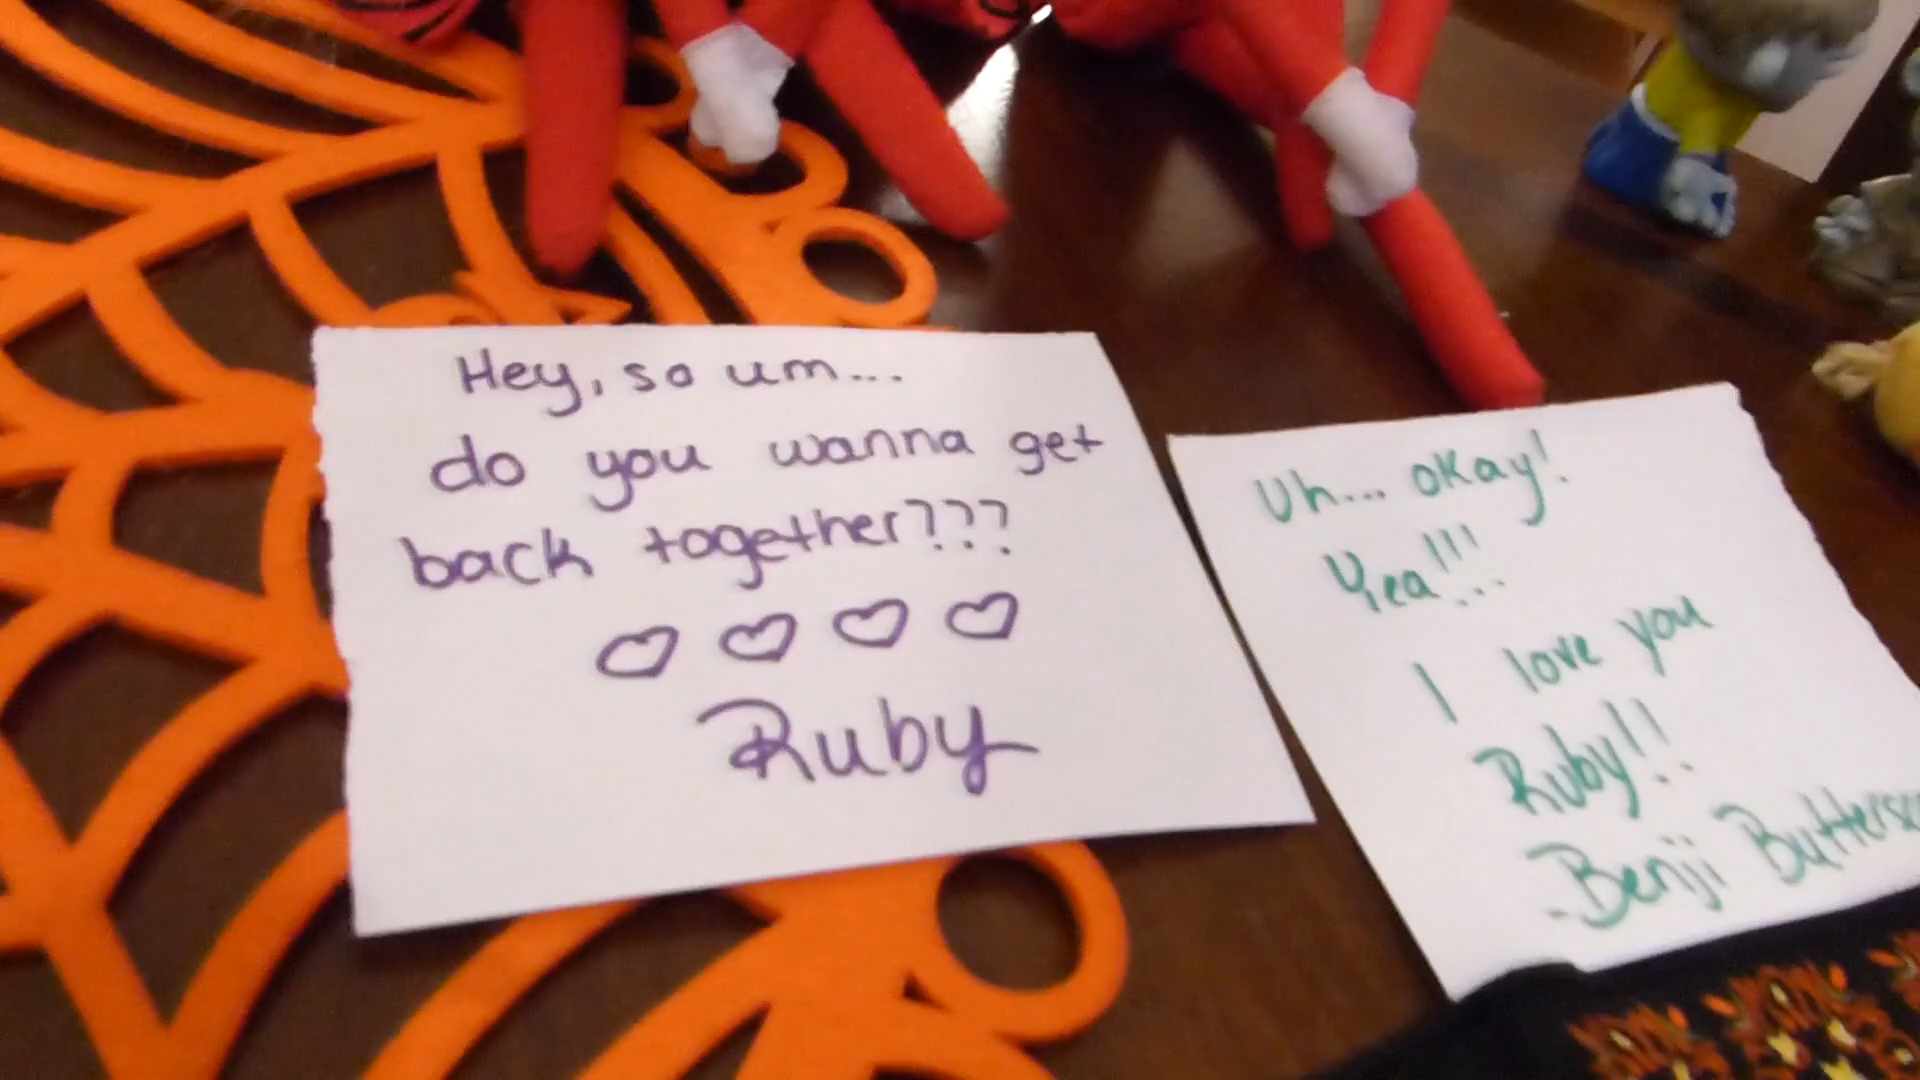 Hey, so um...
do you wanna get
back together???
♡ ♡ ♡ ♡
Ruby
Uh... okay!
Yea!!!
I love you
Ruby!!
-Benji